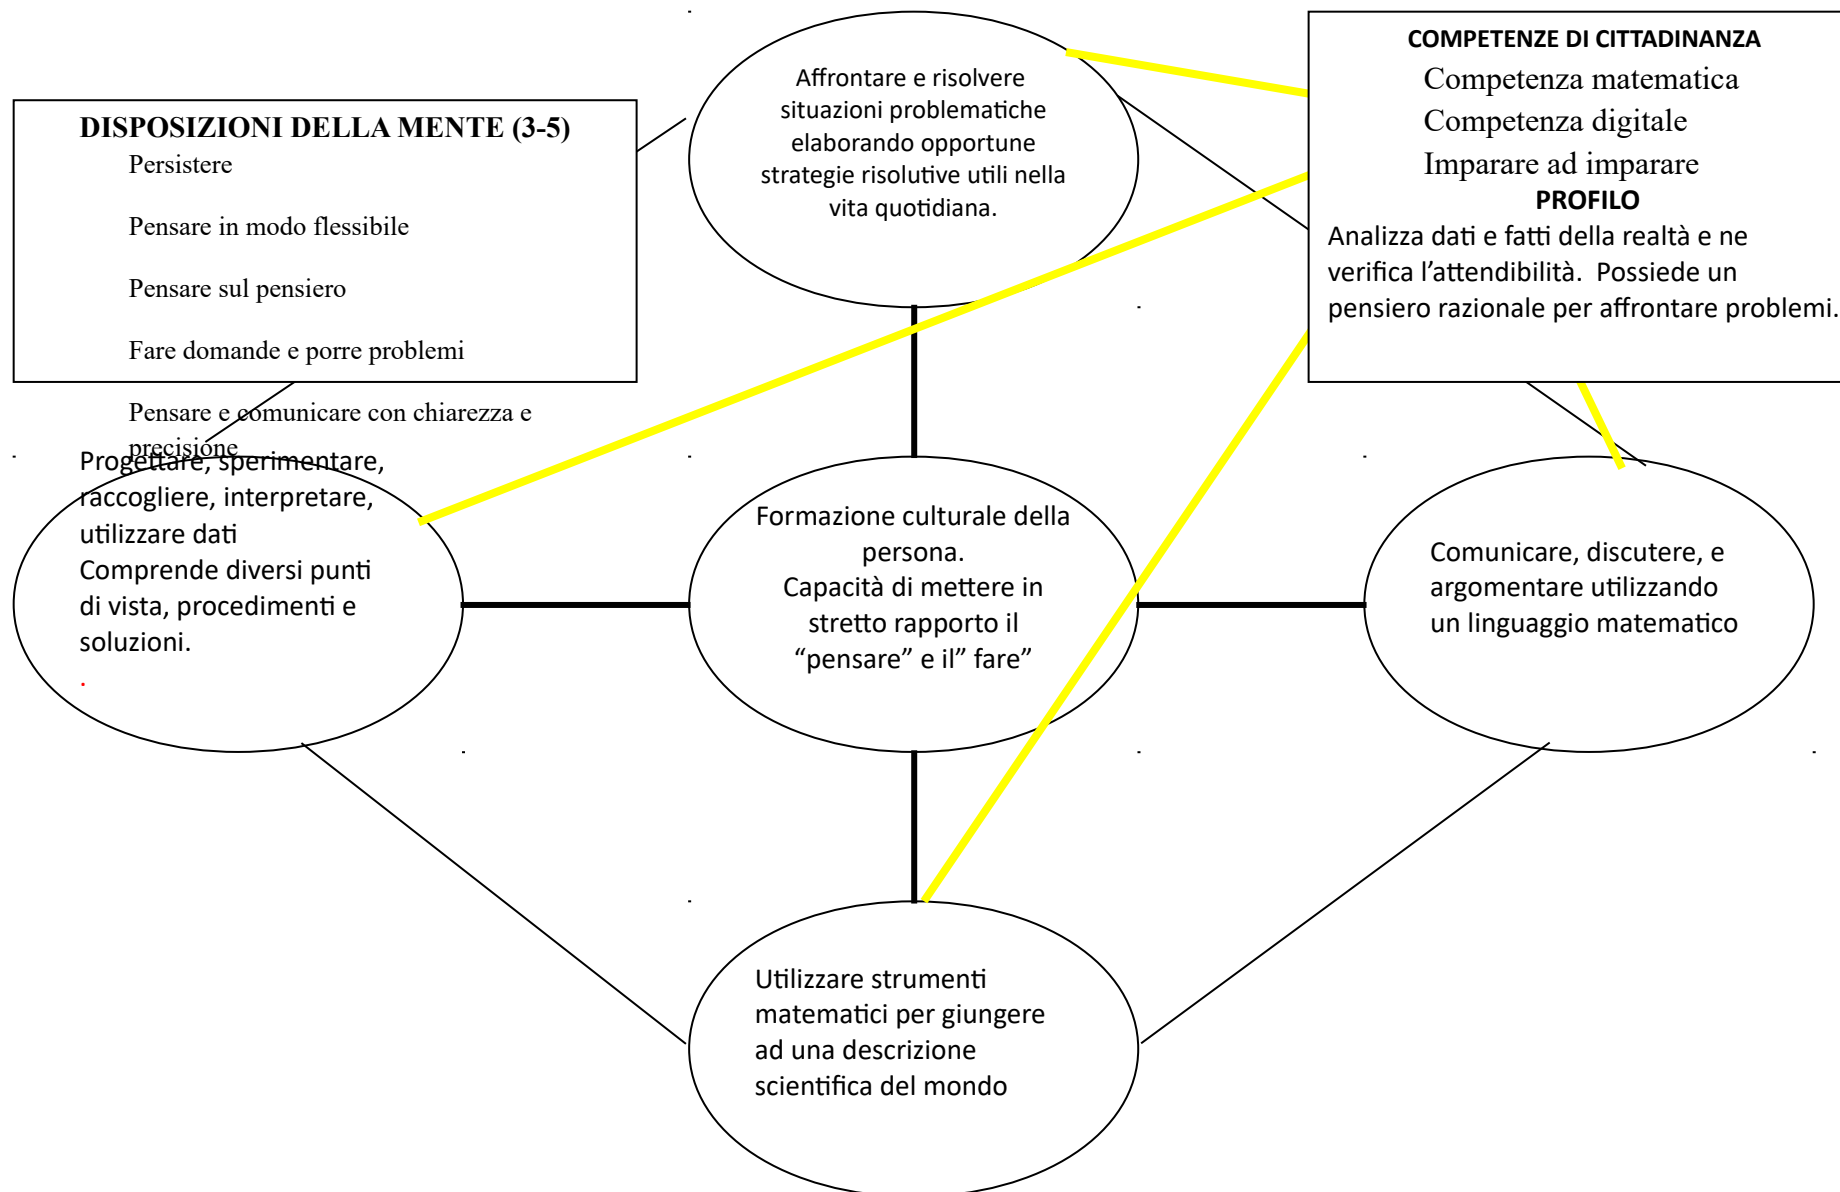 COMPETENZE DI CITTADINANZA
Competenza matematica
Competenza digitale
Imparare ad imparare
PROFILO
Analizza dati e fatti della realtà e ne
verifica l’attendibilità.  Possiede un
pensiero razionale per affrontare problemi.
Affrontare e risolvere
situazioni problematiche
elaborando opportune
strategie risolutive utili nella
vita quotidiana.
DISPOSIZIONI DELLA MENTE (3-5)
Persistere
Pensare in modo flessibile
Pensare sul pensiero
Fare domande e porre problemi
Pensare e comunicare con chiarezza e
precisione
Progettare, sperimentare,
raccogliere, interpretare,
utilizzare dati
Comprende diversi punti
di vista, procedimenti e
soluzioni.
.
Formazione culturale della
persona.
Capacità di mettere in
stretto rapporto il
“pensare” e il” fare”
Comunicare, discutere, e
argomentare utilizzando
un linguaggio matematico
Utilizzare strumenti
matematici per giungere
ad una descrizione
scientifica del mondo